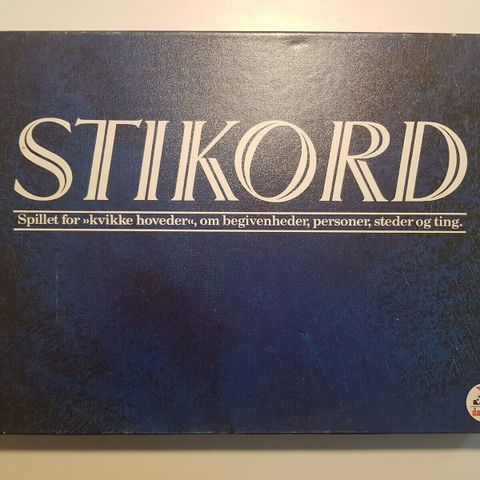 STIKORD
Spillet for »kvikke hoveder«, om begivenheder, personer, steder og ting.